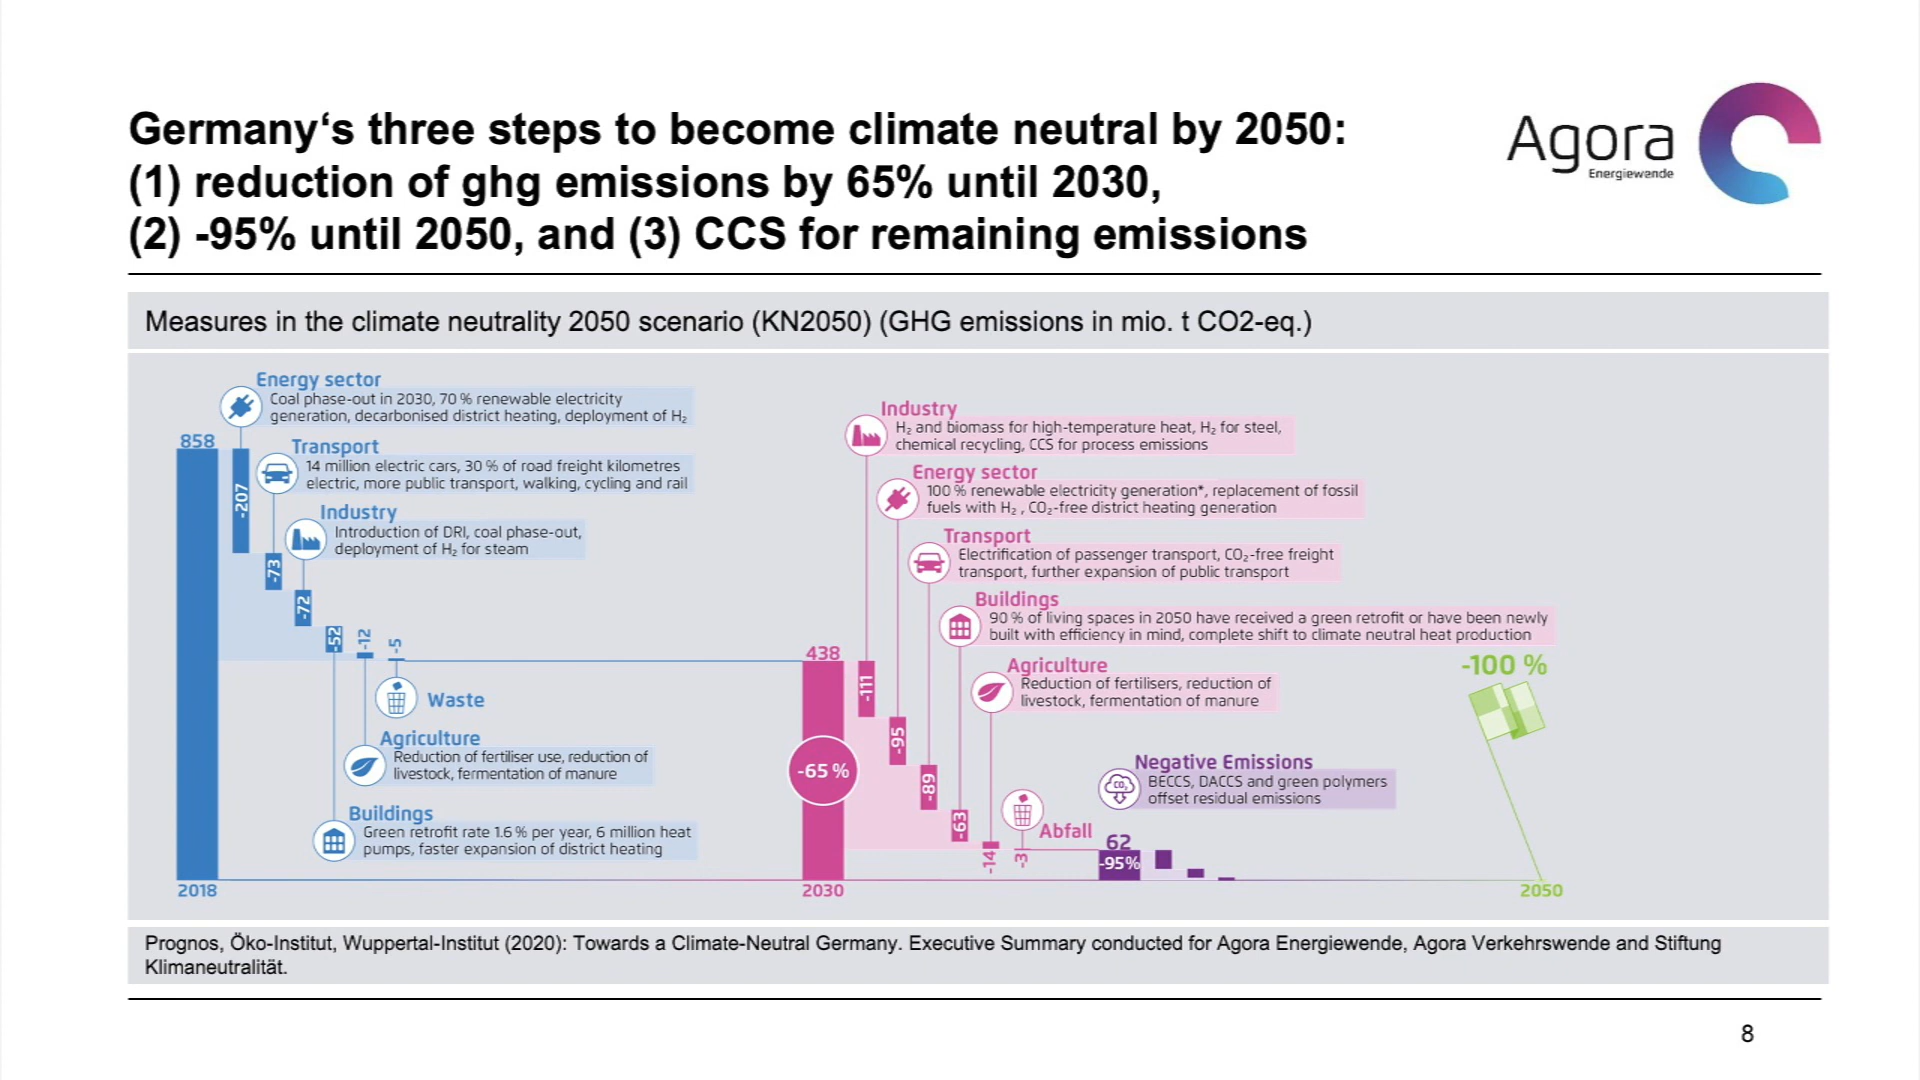 Germany‘s three steps to become climate neutral by 2050:
(1) reduction of ghg emissions by 65% until 2030,
(2) -95% until 2050, and (3) CCS for remaining emissions
Agora
Energiewende
Measures in the climate neutrality 2050 scenario (KN2050) (GHG emissions in mio. t CO2-eq.)
Energy sector
Coal phase-out in 2030, 70 % renewable electricity
generation, decarbonised district heating, deployment of H₂
858
-207
Transport
14 million electric cars, 30 % of road freight kilometres
electric, more public transport, walking, cycling and rail
-73
Industry
Introduction of DRI, coal phase-out,
deployment of H₂ for steam
-72
-52
-12
-5
Waste
Agriculture
Reduction of fertiliser use, reduction of
livestock, fermentation of manure
Buildings
Green retrofit rate 1.6 % per year, 6 million heat
pumps, faster expansion of district heating
2018
Industry
H₂ and biomass for high-temperature heat, H₂ for steel,
chemical recycling, CCS for process emissions
Energy sector
100 % renewable electricity generation*, replacement of fossil
fuels with H₂ , CO₂-free district heating generation
Transport
Electrification of passenger transport, CO₂-free freight
transport, further expansion of public transport
Buildings
90 % of living spaces in 2050 have received a green retrofit or have been newly
built with efficiency in mind, complete shift to climate neutral heat production
Agriculture
Reduction of fertilisers, reduction of
livestock, fermentation of manure
438
-65 %
-111
-95
-89
-63
-14
-3
Abfall
2030
Negative Emissions
BECCS, DACCS and green polymers
offset residual emissions
CO₂
62
-95%
-100 %
2050
Prognos, Öko-Institut, Wuppertal-Institut (2020): Towards a Climate-Neutral Germany. Executive Summary conducted for Agora Energiewende, Agora Verkehrswende and Stiftung
Klimaneutralität.
8